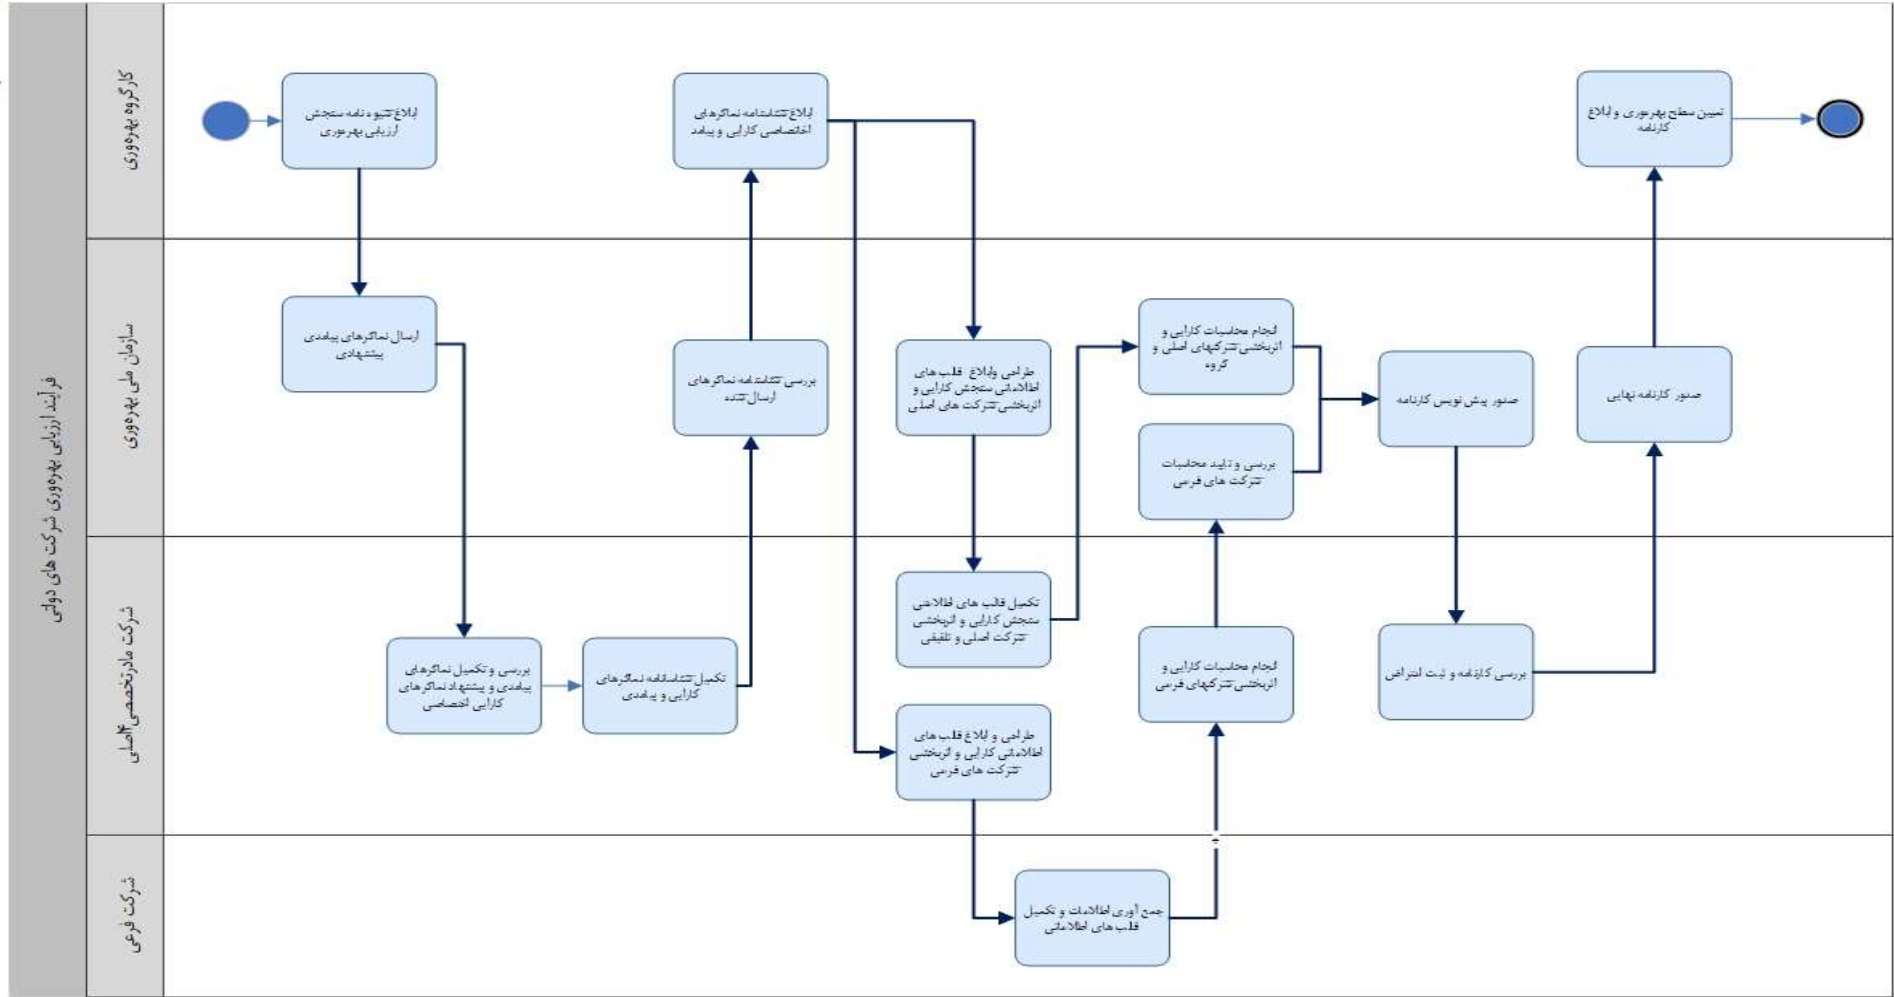 فرآیند ارزیابی بهره‌وری شرکت های دولتی
کارگروه بهره‌وری
ابلاغ شیوه نامه سنجش
ارزیابی بهره‌وری
ابلاغ شناسنامه نماگرهای
اختصاصی کارایی و پیامد
تعیین سطح بهره‌وری و ابلاغ
کارنامه
سازمان ملی بهره‌وری
ارسال نماگرهای پیامدی
پیشنهادی
بررسی شناسنامه نماگرهای
ارسال شده
طراحی وابلاغ قلب های
اطلاعاتی سنجش کارایی و
اثربخشی شرکت های اصلی
انجام محاسبات کارایی و
اثربخشی شرکتهای اصلی و
گروه
بررسی و تایید محاسبات
شرکت های فرعی
صدور پیش نویس کارنامه
صدور کارنامه نهایی
شرکت مادرتخصصی/اصلی
بررسی و تکمیل نماگرهای
پیامدی و پیشنهاد نماگرهای
کارایی اختصاصی
تکمیل شناسنامه نماگرهای
کارایی و پیامدی
تکمیل قالب های اطلاعتی
سنجش کارایی و اثربخشی
شرکت اصلی و تلفیقی
طراحی و ابلاغ قلب های
اطلاعاتی کارایی و اثربخشی
شرکت های فرعی
انجام محاسبات کارایی و
اثربخشی شرکتهای فرعی
بررسی کارنامه و ثبت اعتراض
شرکت فرعی
جمع آوری اطلاعات و تکمیل
قلب های اطلاعاتی